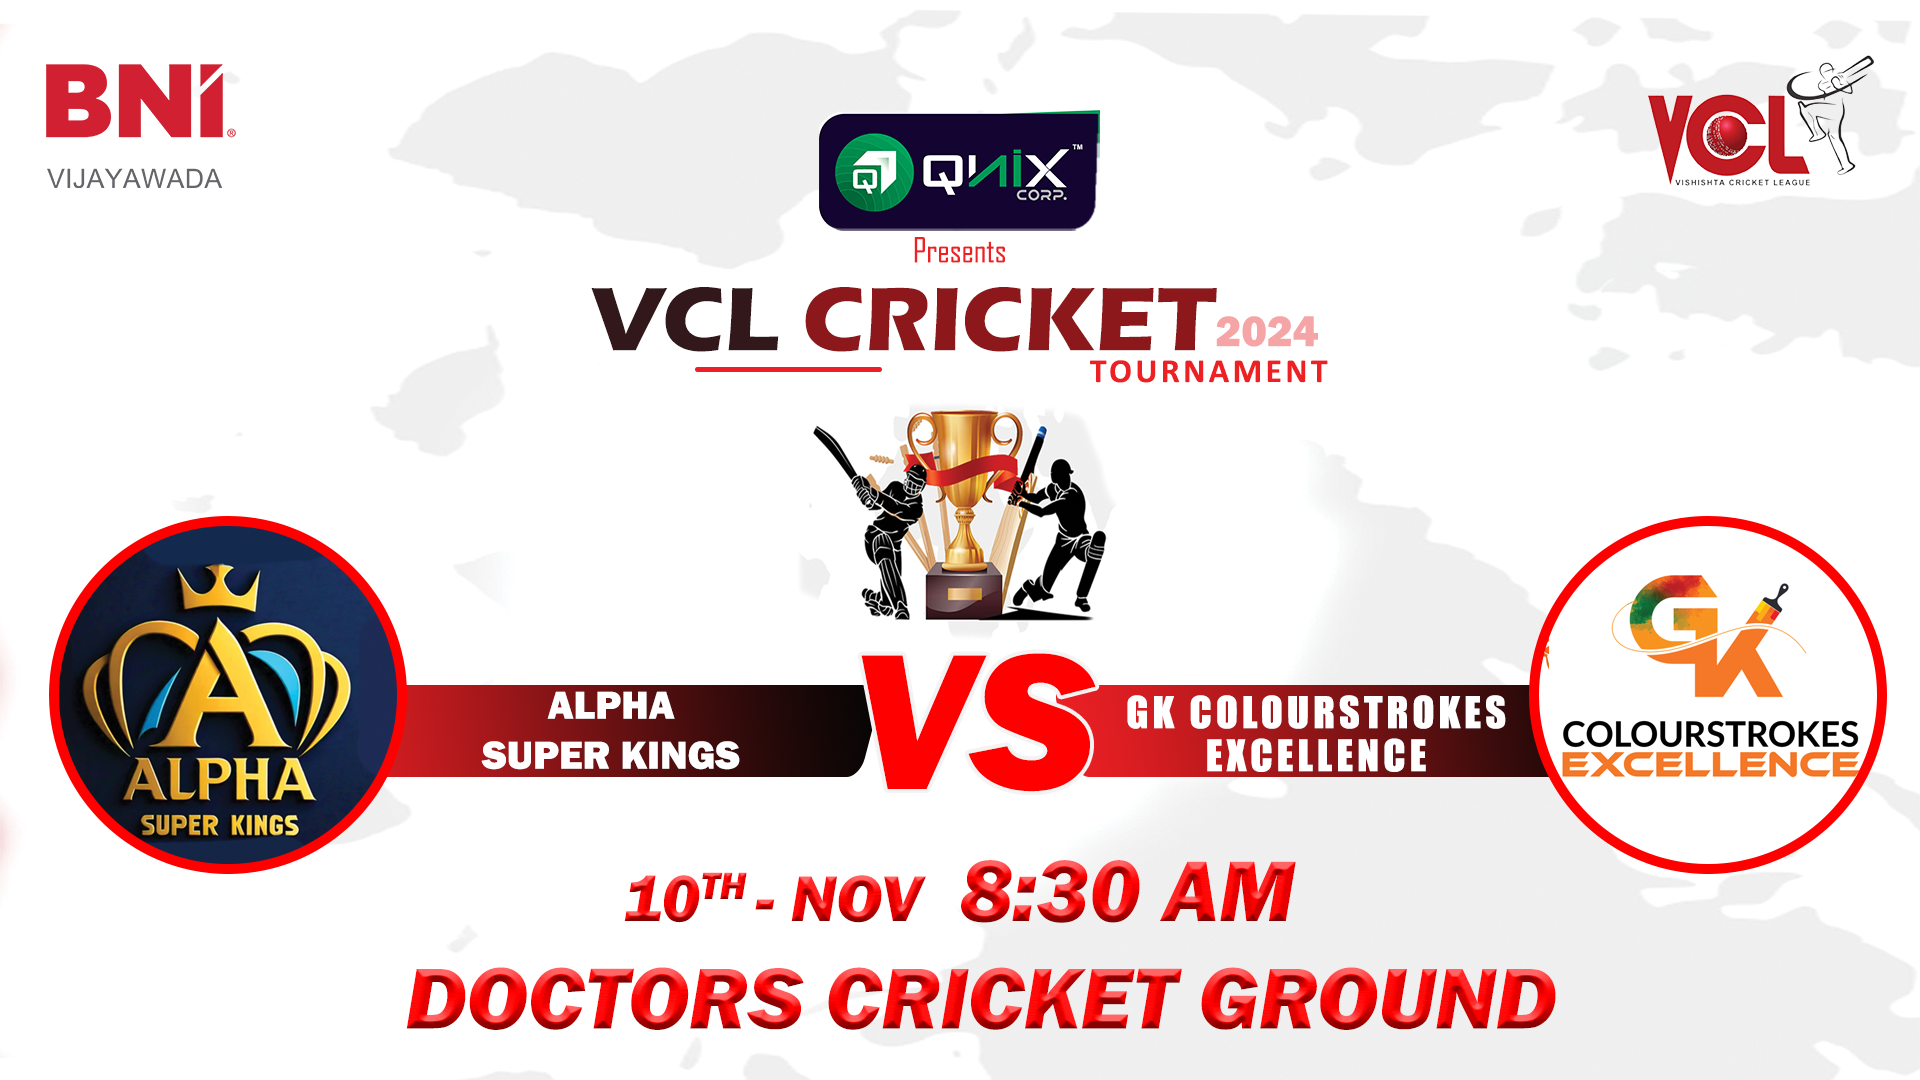 BNI®
VIJAYAWADA
VCL
VISHISHTA CRICKET LEAGUE
Q QNIX™
CORP.
Presents
VCL CRICKET 2024
TOURNAMENT
ALPHA
SUPER KINGS
ALPHA
SUPER KINGS
VS
GK COLOURSTROKES
EXCELLENCE
GK
COLOURSTROKES
EXCELLENCE
10TH - NOV 8:30 AM
DOCTORS CRICKET GROUND